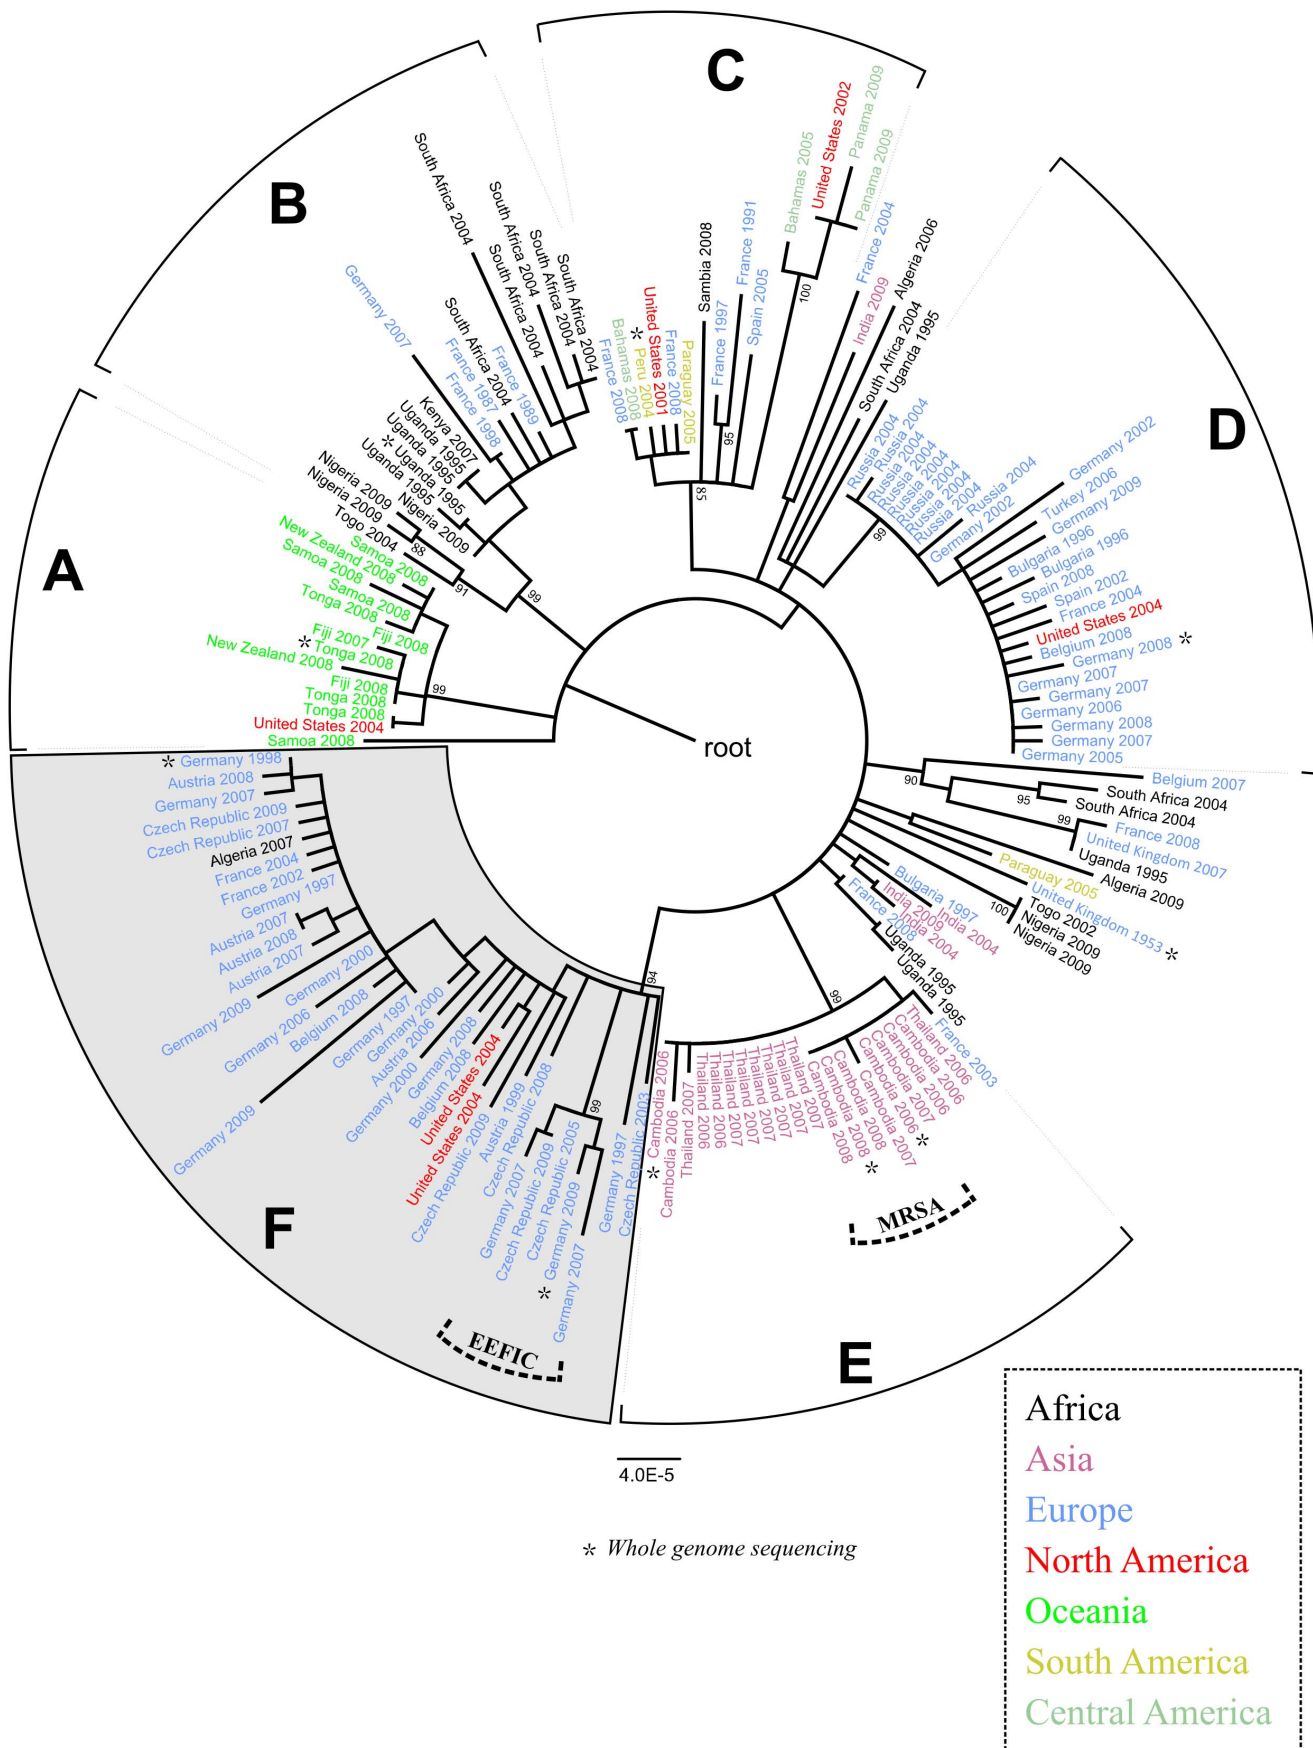 C
B
A
D
E
F
South Africa 2004
South Africa 2004
South Africa 2004
South Africa 2004
South Africa 2004
South Africa 2004
France 1989
France 1987
France 1998
Germany 2007
Kenya 2007
Uganda 1995
Uganda 1995
* Uganda 1995
Uganda 1995
Nigeria 2009
Nigeria 2009
Nigeria 2009
Togo 2004
88
91
99
Samoa 2008
New Zealand 2008
Samoa 2008
Samoa 2008
Tonga 2008
Fiji 2008
Fiji 2007
* Tonga 2008
New Zealand 2008
Fiji 2008
Tonga 2008
Tonga 2008
United States 2004
Samoa 2008
99
France 2008
Bahamas 2008
* Peru 2004
United States 2001
France 2008
Paraguay 2005
Sambia 2008
France 1997
France 1991
Spain 2005
85
95
100
Bahamas 2005
United States 2002
Panama 2009
Panama 2009
France 2004
India 2009
Algeria 2006
South Africa 2004
Uganda 1995
Russia 2004
Russia 2004
Russia 2004
Russia 2004
Russia 2004
Russia 2004
Russia 2004
Russia 2004
Germany 2002
99
Germany 2002
Turkey 2006
Germany 2009
Bulgaria 1996
Bulgaria 1996
Spain 2008
Spain 2002
France 2004
United States 2004
Belgium 2008
Germany 2008 *
Germany 2007
Germany 2007
Germany 2006
Germany 2008
Germany 2007
Germany 2005
root
90
Belgium 2007
95
South Africa 2004
South Africa 2004
99
France 2008
United Kingdom 2007
Uganda 1995
Algeria 2009
Paraguay 2005
United Kingdom 1953 *
100
Togo 2002
Nigeria 2009
Nigeria 2009
Bulgaria 1997
India 2004
India 2009
India 2004
France 2008
Uganda 1995
Uganda 1995
France 2003
99
Thailand 2006
Cambodia 2006
Cambodia 2006
Cambodia 2007
Cambodia 2006 *
Cambodia 2007
Cambodia 2008
Cambodia 2008 *
Cambodia 2008
Thailand 2007
Thailand 2007
Thailand 2007
Thailand 2007
Thailand 2007
Thailand 2007
Thailand 2006
Thailand 2006
Thailand 2007
Cambodia 2006
* Cambodia 2006
MRSA
94
* Germany 1998
Austria 2008
Germany 2007
Czech Republic 2009
Czech Republic 2007
Algeria 2007
France 2004
France 2002
Germany 1997
Austria 2007
Austria 2008
Austria 2007
Germany 2009
Germany 2000
Germany 2006
Belgium 2008
Germany 2009
Germany 1997
Germany 2000
Austria 2006
Germany 2000
Germany 2008
Belgium 2008
United States 2004
United States 2004
Czech Republic 2009
Austria 1999
Czech Republic 2008
99
Germany 2007
Czech Republic 2009
Czech Republic 2005
* Germany 2009
Germany 2007
Germany 1997
Czech Republic 2003
EEFIC
4.0E-5
* Whole genome sequencing
Africa
Asia
Europe
North America
Oceania
South America
Central America